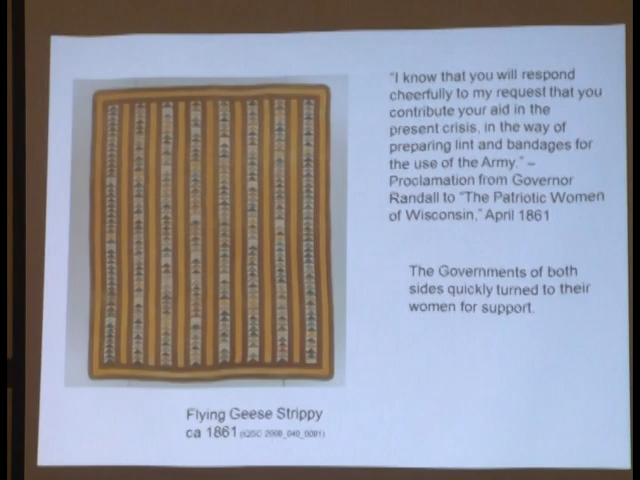 "I know that you will respond
cheerfully to my request that you
contribute your aid in the
present crisis, in the way of
preparing lint and bandages for
the use of the Army." –
Proclamation from Governor
Randall to "The Patriotic Women
of Wisconsin," April 1861
The Governments of both
sides quickly turned to their
women for support.
Flying Geese Strippy
ca 1861 (IQSC 2008_040_0001)